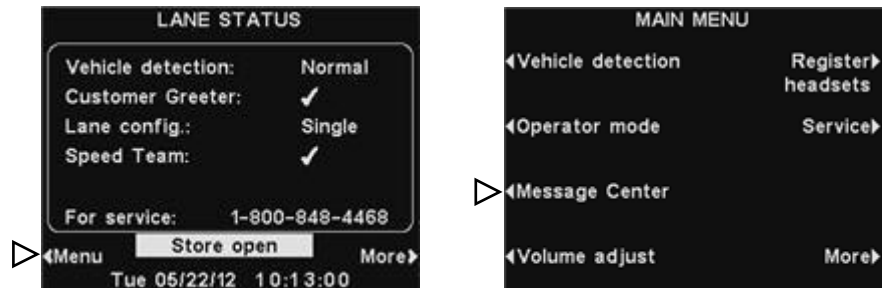 LANE STATUS
Vehicle detection: Normal
Customer Greeter: ✓
Lane config.: Single
Speed Team: ✓
For service: 1-800-848-4468
Store open
Menu More
Tue 05/22/12 10:13:00
MAIN MENU
Vehicle detection Register
headsets
Operator mode Service
Message Center
Volume adjust More